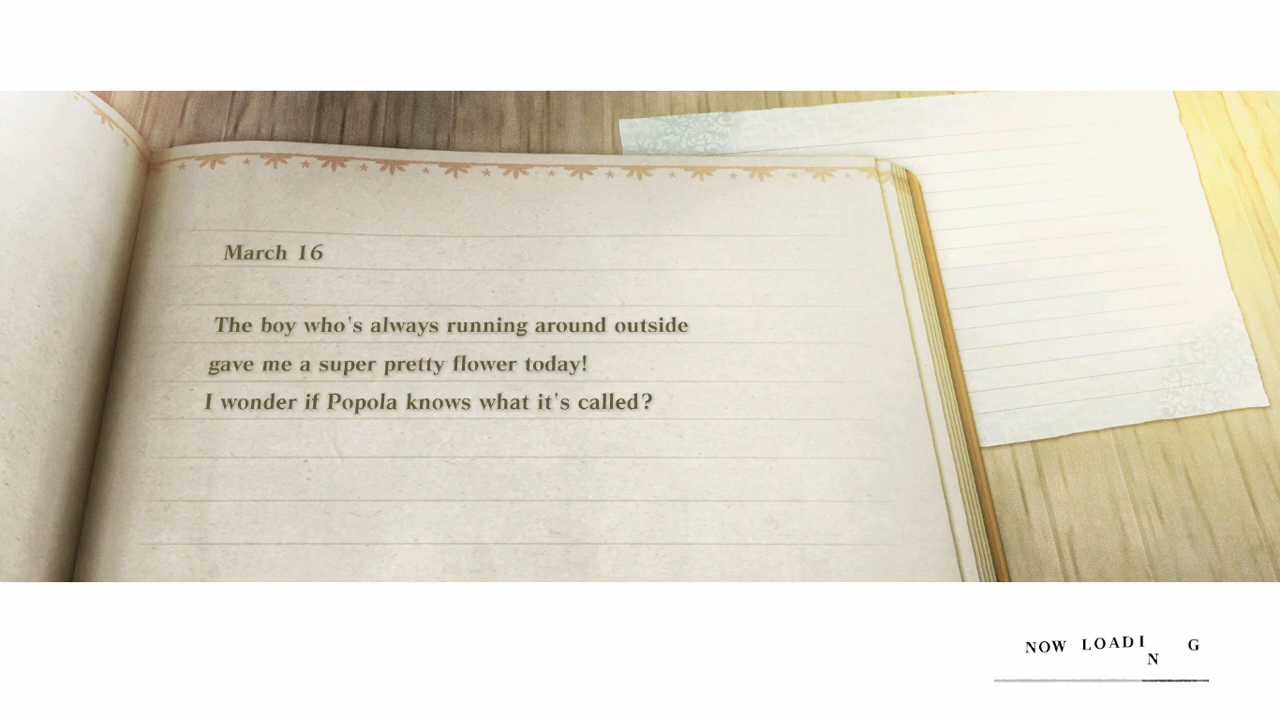 March 16
The boy who's always running around outside
gave me a super pretty flower today!
I wonder if Popola knows what it's called?
NOW LOADING